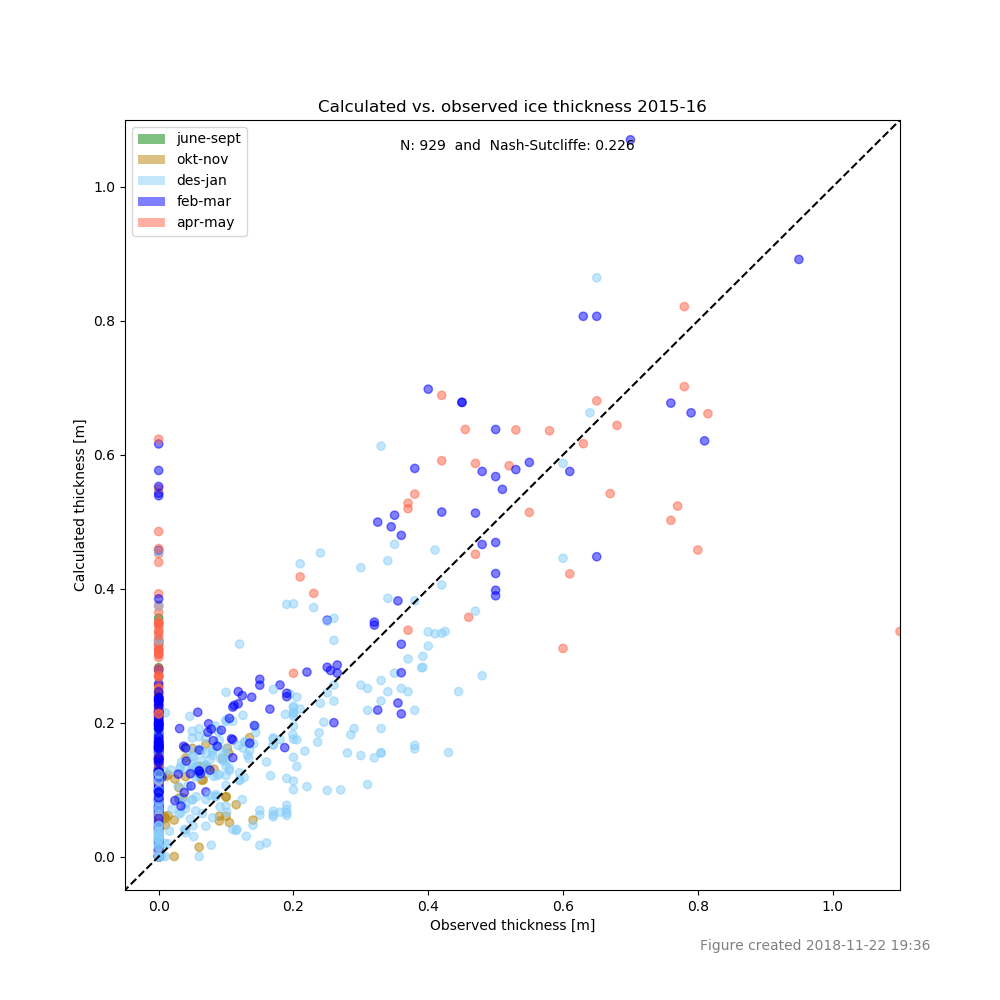 Calculated vs. observed ice thickness 2015-16
N: 929 and Nash-Sutcliffe: 0.226
june-sept
okt-nov
des-jan
feb-mar
apr-may
1.0
0.8
0.6
0.4
0.2
0.0
Calculated thickness [m]
0.0 0.2 0.4 0.6 0.8 1.0
Observed thickness [m]
Figure created 2018-11-22 19:36